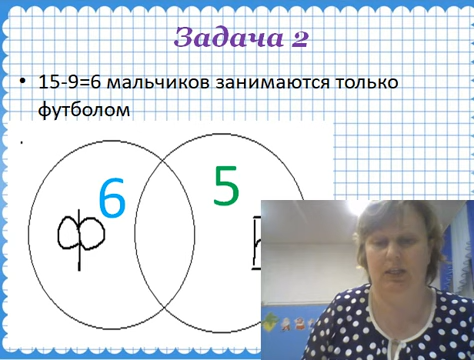 Задача 2
15-9=6 мальчиков занимаются только
футболом
6
5
ф